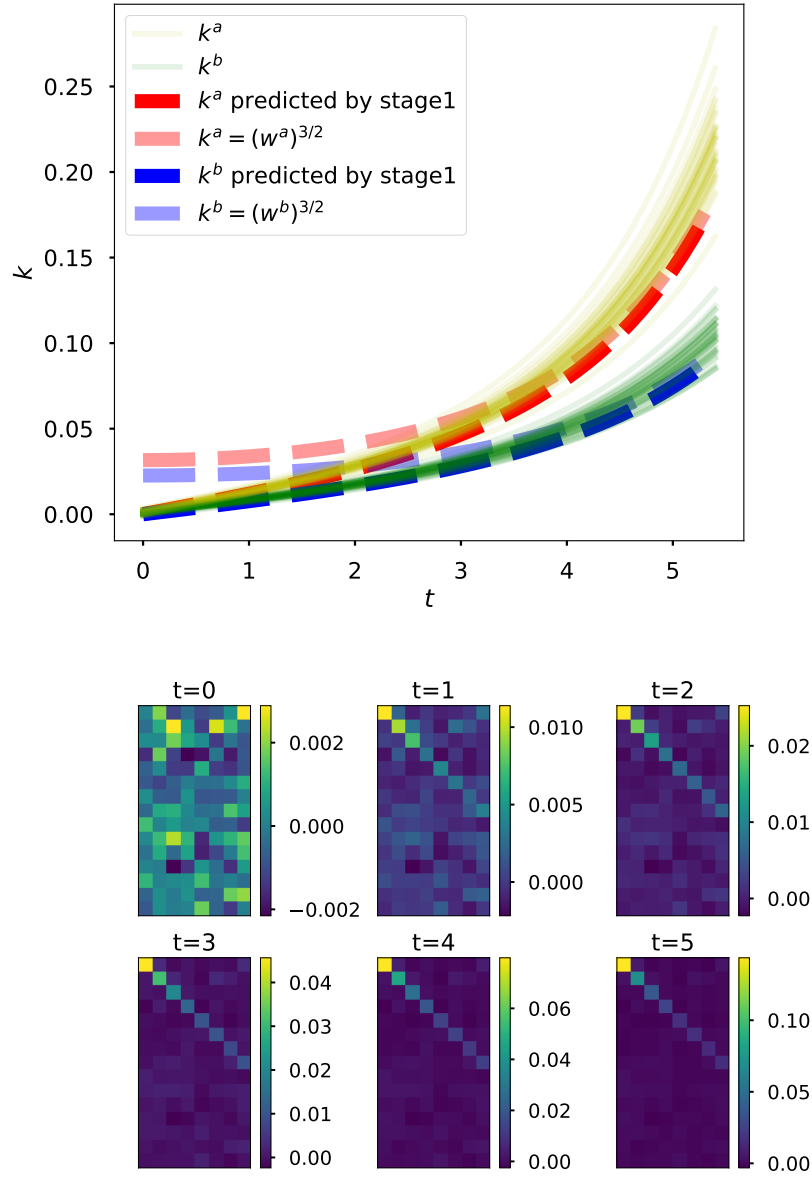 k^a
k^b
k^a predicted by stage1
k^a = (w^a)^{3/2}
k^b predicted by stage1
k^b = (w^b)^{3/2}
0.25
0.20
0.15
0.10
0.05
0.00
k
0 1 2 3 4 5
t
t=0 t=1 t=2
0.002
0.000
−0.002
0.010
0.005
0.000
0.02
0.01
0.00
t=3 t=4 t=5
0.04
0.03
0.02
0.01
0.00
0.06
0.04
0.02
0.00
0.10
0.05
0.00